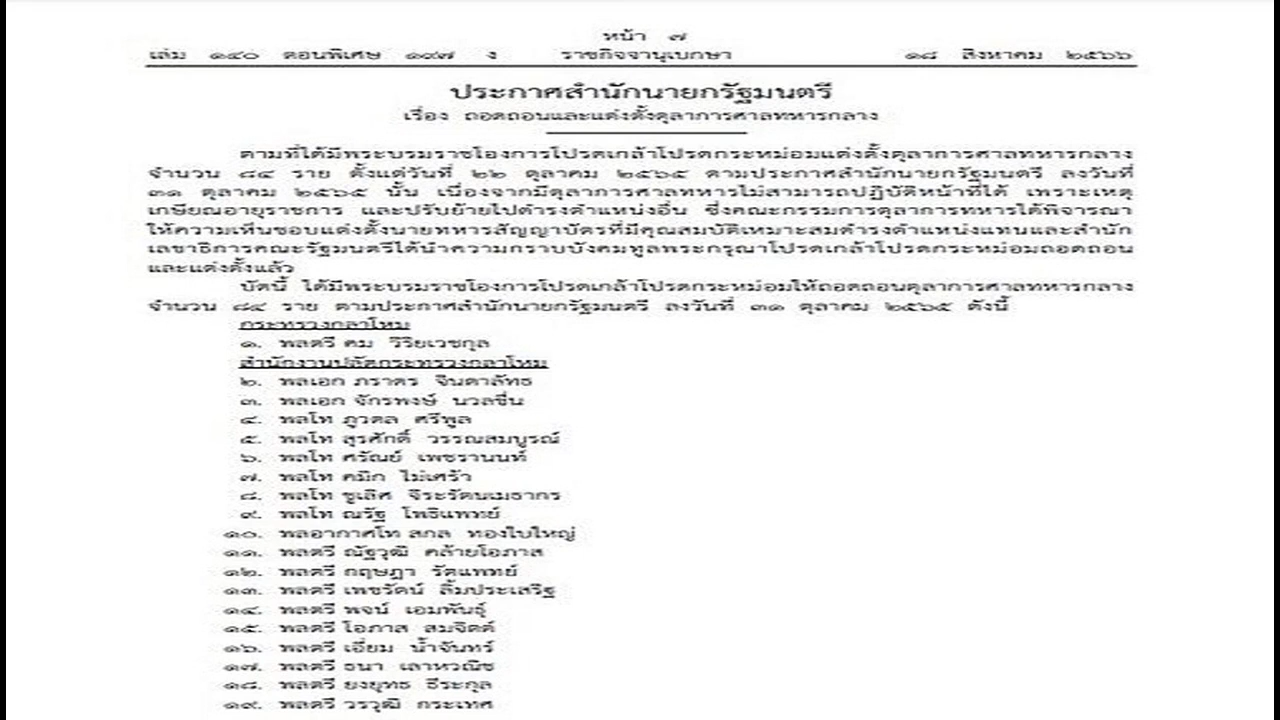 หน้า ๗
เล่ม ๑๔๐ ตอนพิเศษ ๑๙๗ ง ราชกิจจานุเบกษา ๑๘ สิงหาคม ๒๕๖๖
ประกาศสำนักนายกรัฐมนตรี
เรื่อง ถอดถอนและแต่งตั้งตุลาการศาลทหารกลาง
ตามที่ได้มีพระบรมราชโองการโปรดเกล้าโปรดกระหม่อมแต่งตั้งตุลาการศาลทหารกลาง
จำนวน ๘๔ ราย ตั้งแต่วันที่ ๒๒ ตุลาคม ๒๕๖๕ ตามประกาศสำนักนายกรัฐมนตรี ลงวันที่
๓๑ ตุลาคม ๒๕๖๕ นั้น เนื่องจากมีตุลาการศาลทหารไม่สามารถปฏิบัติหน้าที่ได้ เพราะเหตุ
เกษียณอายุราชการ และปรับย้ายไปดำรงตำแหน่งอื่น ซึ่งคณะกรรมการตุลาการทหารได้พิจารณา
ให้ความเห็นชอบแต่งตั้งนายทหารสัญญาบัตรที่มีคุณสมบัติเหมาะสมดำรงตำแหน่งแทนและสำนัก
เลขาธิการคณะรัฐมนตรีได้นำความกราบบังคมทูลพระกรุณาโปรดเกล้าโปรดกระหม่อมถอดถอน
และแต่งตั้งแล้ว
บัดนี้ ได้มีพระบรมราชโองการโปรดเกล้าโปรดกระหม่อมให้ถอดถอนตุลาการศาลทหารกลาง
จำนวน ๘๔ ราย ตามประกาศสำนักนายกรัฐมนตรี ลงวันที่ ๓๑ ตุลาคม ๒๕๖๕ ดังนี้
กระทรวงกลาโหม
๑. พลตรี คม วิริยเวชกุล
สำนักงานปลัดกระทรวงกลาโหม
๒. พลเอก ภราดร จินดาลัทธ
๓. พลเอก จักรพงษ์ นวลชื่น
๔. พลโท ภูวดล ศรีพูล
๕. พลโท สุรศักดิ์ วรรณสมบูรณ์
๖. พลโท ศรัณย์ เพชรานนท์
๗. พลโท คมิก ไม่เศร้า
๘. พลโท ชูเลิศ จิระรัตนเมธากร
๙. พลโท ณรัฐ โพธิแพทย์
๑๐. พลอากาศโท สกล ทองใบใหญ่
๑๑. พลตรี ณัฐวุฒิ คล้ายโอภาส
๑๒. พลตรี กฤษฎา รัตแพทย์
๑๓. พลตรี เพชรัตน์ ลิ้มประเสริฐ
๑๔. พลตรี พจน์ เอมพันธุ์
๑๕. พลตรี โอภาส สมจิตต์
๑๖. พลตรี เอี่ยม น้ำจันทร์
๑๗. พลตรี ธนา เลาหวณิช
๑๘. พลตรี ยงยุทธ ธีระกุล
๑๙. พลตรี วรวุฒิ กระเทศ